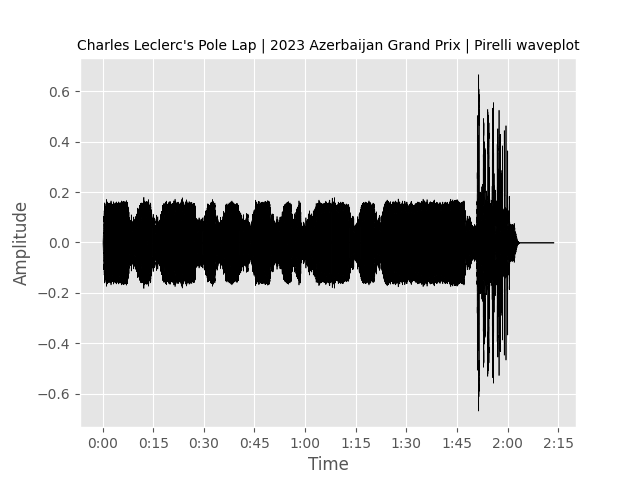 Charles Leclerc's Pole Lap | 2023 Azerbaijan Grand Prix | Pirelli waveplot
0.6
0.4
0.2
0.0
−0.2
−0.4
−0.6
Amplitude
0:00 0:15 0:30 0:45 1:00 1:15 1:30 1:45 2:00 2:15
Time